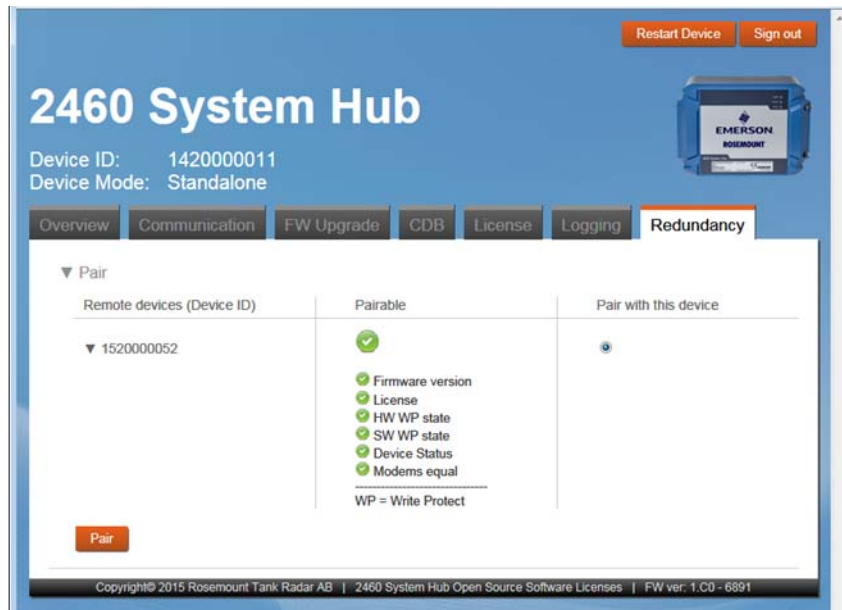 Restart Device
Sign out
2460 System Hub
EMERSON
ROSEMOUNT
Device ID: 1420000011
Device Mode: Standalone
Overview
Communication
FW Upgrade
CDB
License
Logging
Redundancy
▼ Pair
Remote devices (Device ID)
Pairable
Pair with this device
▼ 1520000052
Firmware version
License
HW WP state
SW WP state
Device Status
Modems equal
-------------------------------
WP = Write Protect
Pair
Copyright© 2015 Rosemount Tank Radar AB | 2460 System Hub Open Source Software Licenses | FW ver: 1.C0 - 6891